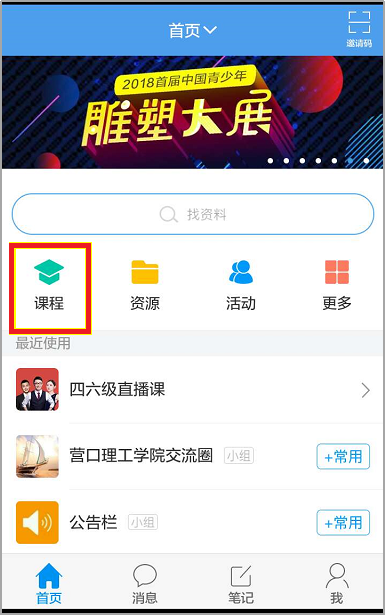 首页
邀请码
2018首届中国青少年
雕塑大展
找资料
课程 资源 活动 更多
最近使用
四六级直播课
营口理工学院交流圈 小组 +常用
公告栏 小组 +常用
首页 消息 笔记 我